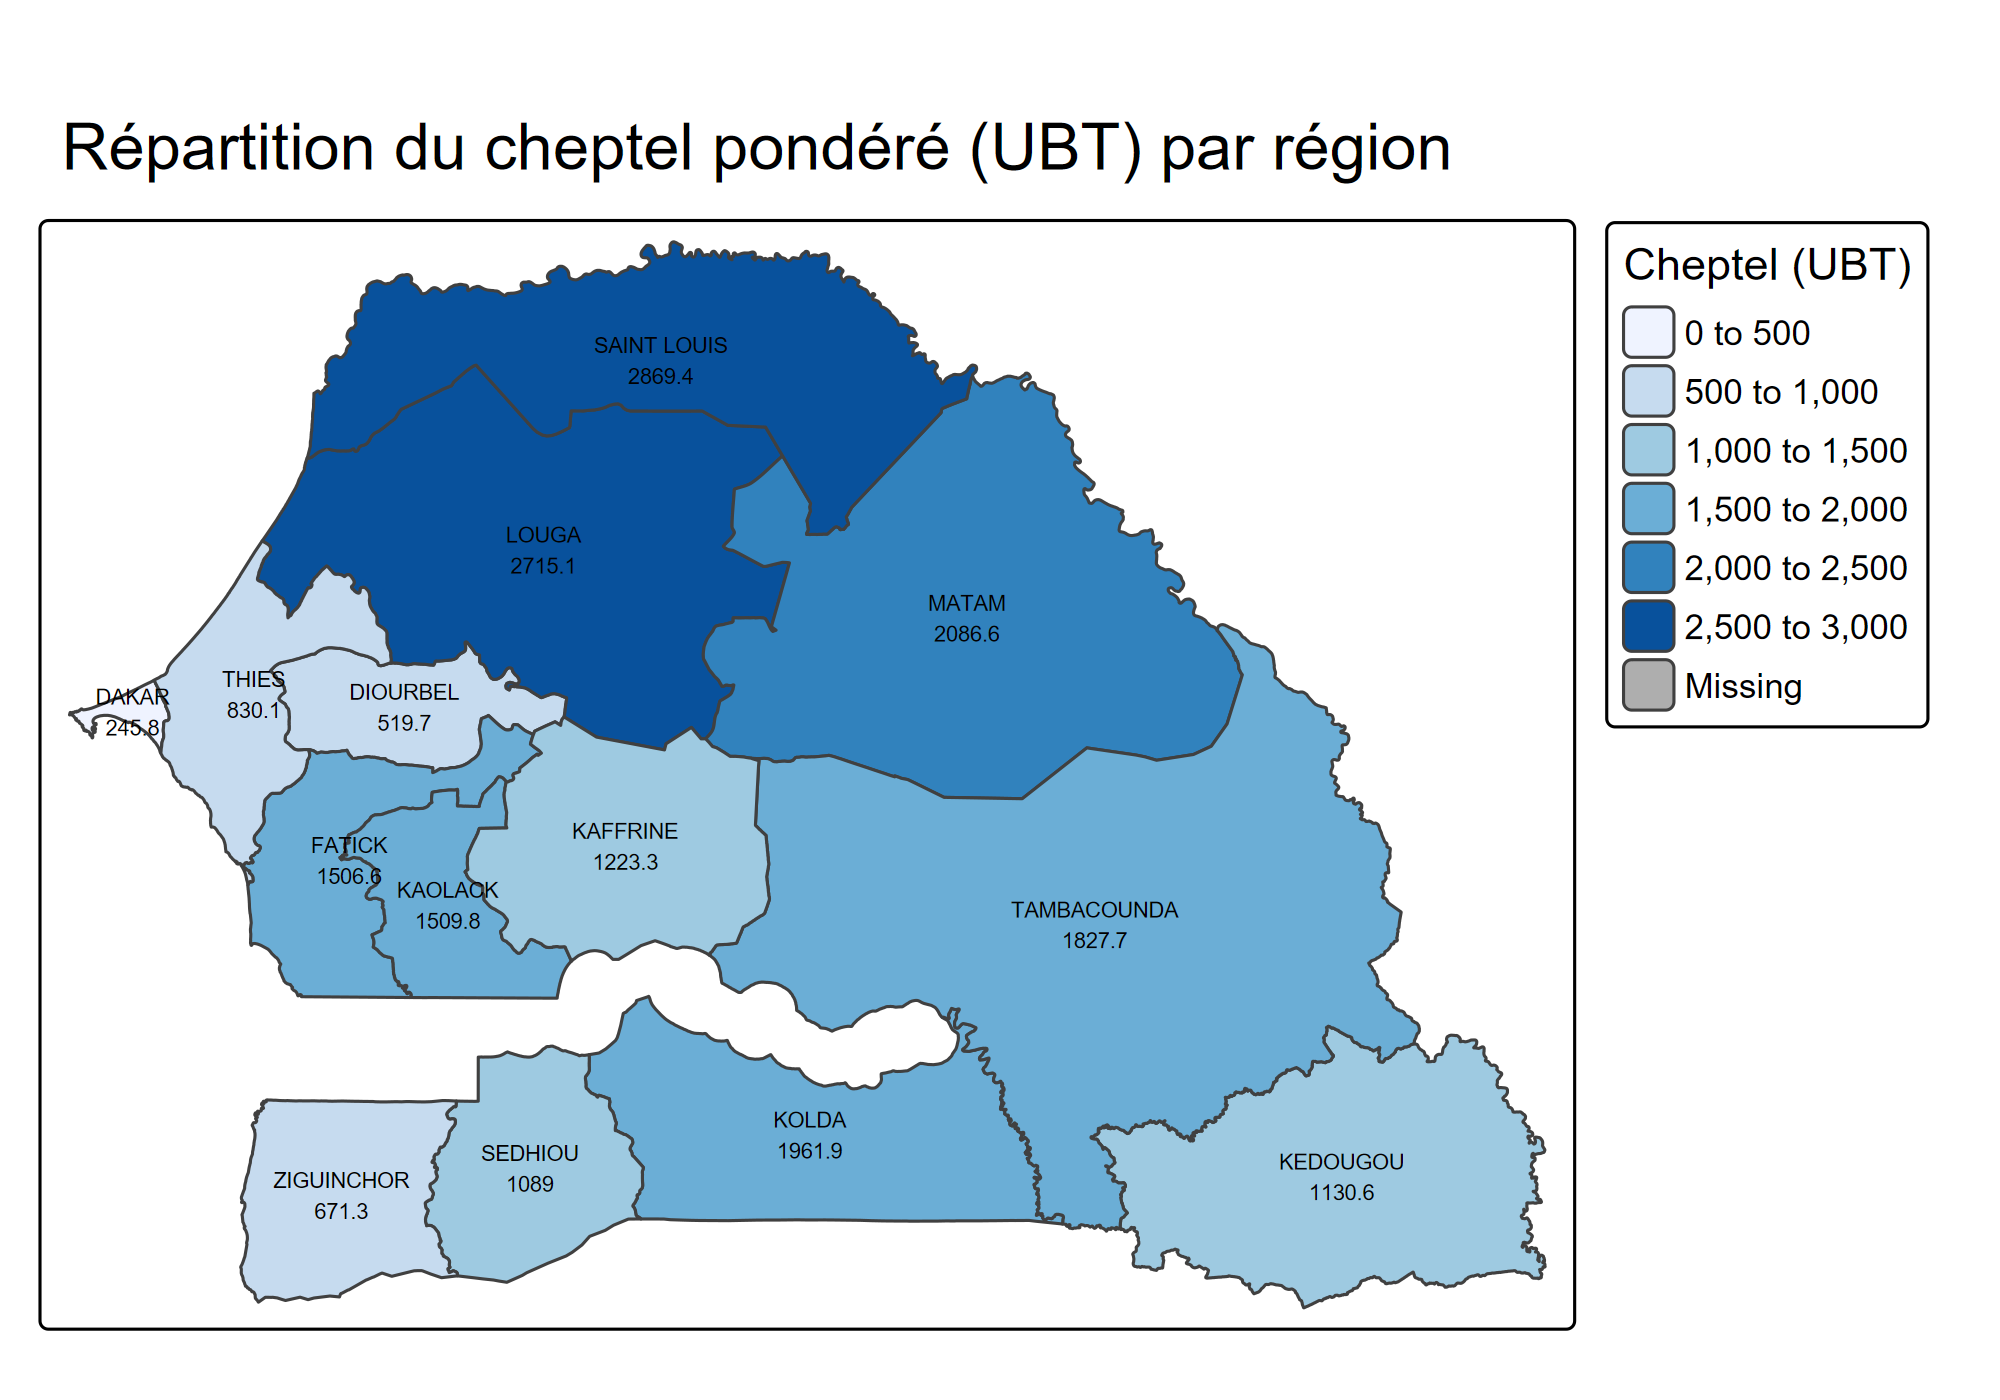 Répartition du cheptel pondéré (UBT) par région
SAINT LOUIS
2869.4
LOUGA
2715.1
MATAM
2086.6
THIES
830.1
DIOURBEL
519.7
DAKAR
245.8
KAFFRINE
1223.3
FATICK
1506.6
KAOLACK
1509.8
TAMBACOUNDA
1827.7
KOLDA
1961.9
SEDHIOU
1089
KEDOUGOU
1130.6
ZIGUINCHOR
671.3
Cheptel (UBT)
0 to 500
500 to 1,000
1,000 to 1,500
1,500 to 2,000
2,000 to 2,500
2,500 to 3,000
Missing